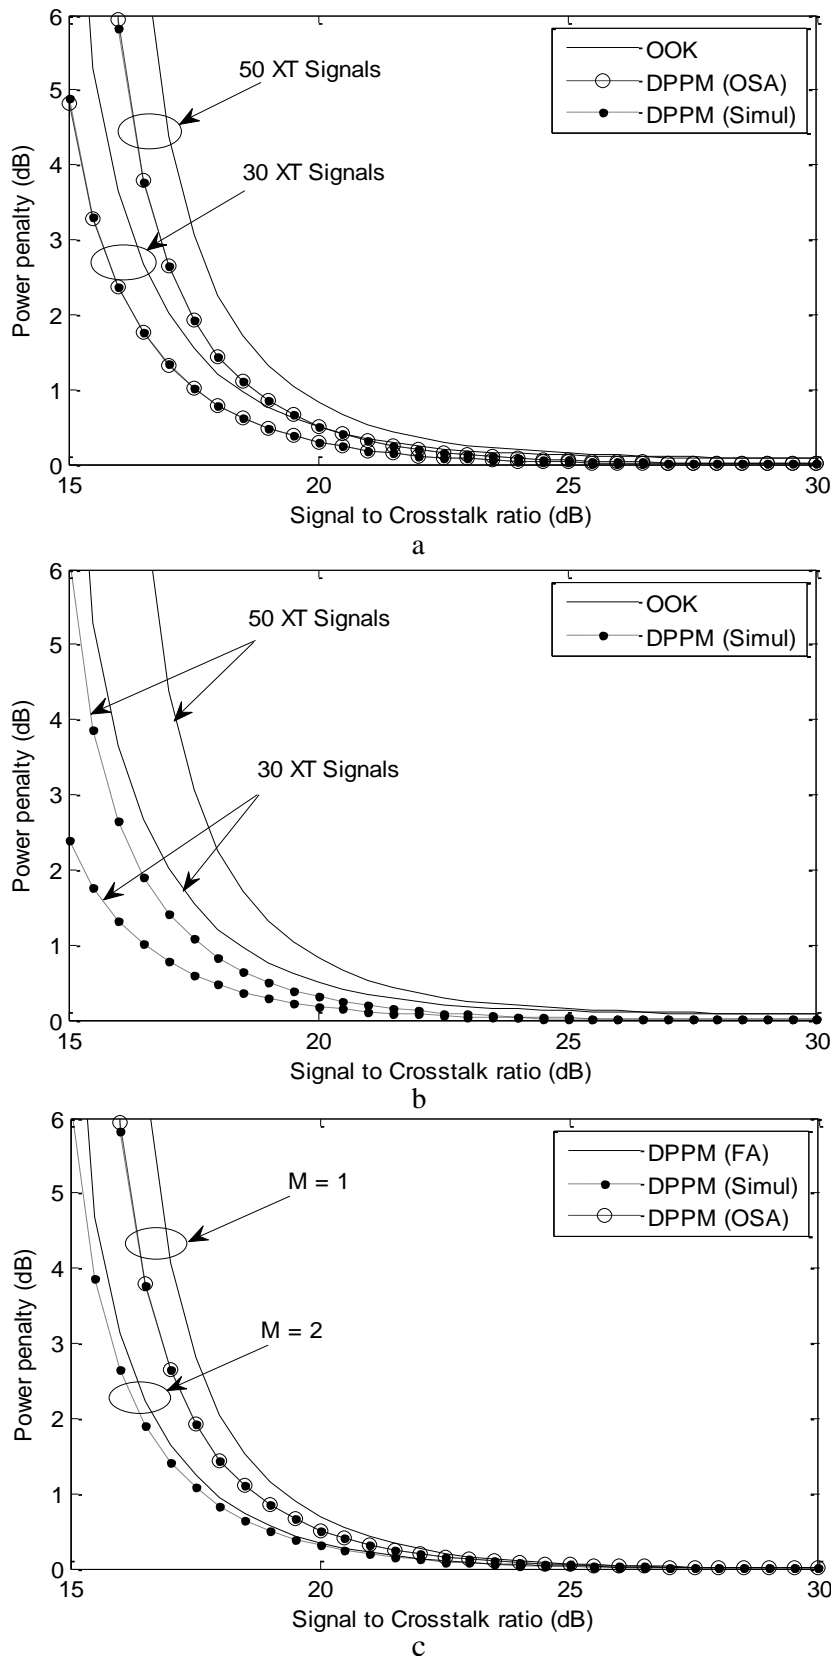 6
5
4
3
2
1
0
Power penalty (dB)
50 XT Signals
30 XT Signals
OOK
DPPM (OSA)
DPPM (Simul)
15
20
25
30
Signal to Crosstalk ratio (dB)
a
6
5
4
3
2
1
0
Power penalty (dB)
50 XT Signals
30 XT Signals
OOK
DPPM (Simul)
15
20
25
30
Signal to Crosstalk ratio (dB)
b
6
5
4
3
2
1
0
Power penalty (dB)
M = 1
M = 2
DPPM (FA)
DPPM (Simul)
DPPM (OSA)
15
20
25
30
Signal to Crosstalk ratio (dB)
c